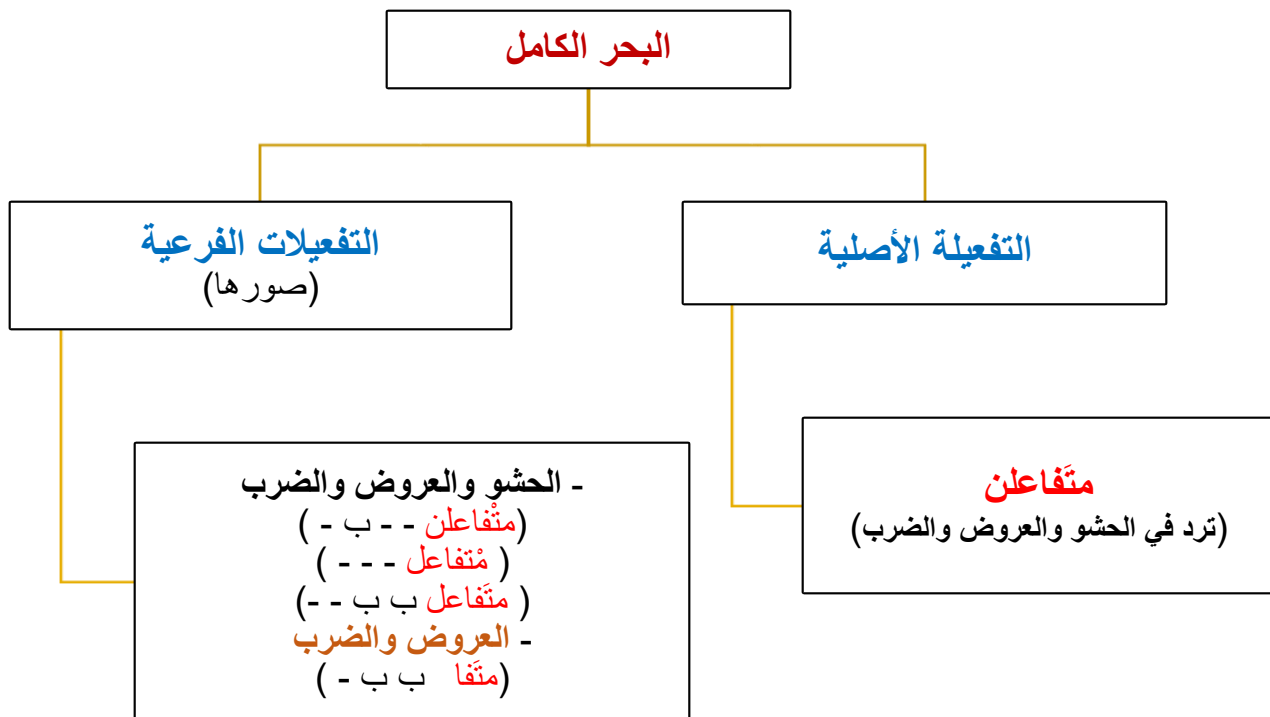 البحر الكامل
التفعيلة الأصلية
التفعيلات الفرعية
(صورها)
متَفاعلن
(ترد في الحشو والعروض والضرب)
- الحشو والعروض والضرب
(متْفاعلن - - ب - )
( مْتفاعل - - - )
( متَفاعل ب ب - -)
- العروض والضرب
(متَفا ب ب - )